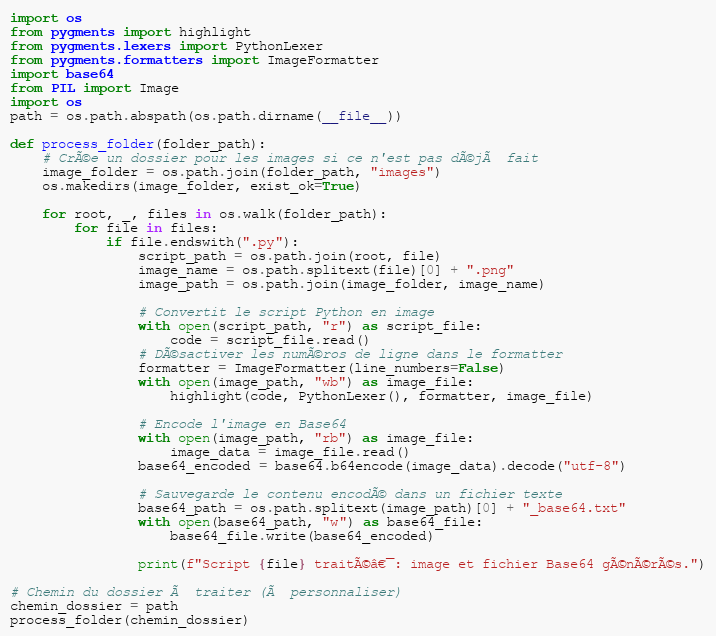 import os
from pygments import highlight
from pygments.lexers import PythonLexer
from pygments.formatters import ImageFormatter
import base64
from PIL import Image
import os
path = os.path.abspath(os.path.dirname(__file__))

def process_folder(folder_path):
    # CrÃ©e un dossier pour les images si ce n'est pas dÃ©jÃ  fait
    image_folder = os.path.join(folder_path, "images")
    os.makedirs(image_folder, exist_ok=True)

    for root, _, files in os.walk(folder_path):
        for file in files:
            if file.endswith(".py"):
                script_path = os.path.join(root, file)
                image_name = os.path.splitext(file)[0] + ".png"
                image_path = os.path.join(image_folder, image_name)

                # Convertit le script Python en image
                with open(script_path, "r") as script_file:
                    code = script_file.read()
                # DÃ©sactiver les numÃ©ros de ligne dans le formatter
                formatter = ImageFormatter(line_numbers=False)
                with open(image_path, "wb") as image_file:
                    highlight(code, PythonLexer(), formatter, image_file)

                # Encode l'image en Base64
                with open(image_path, "rb") as image_file:
                    image_data = image_file.read()
                base64_encoded = base64.b64encode(image_data).decode("utf-8")

                # Sauvegarde le contenu encodÃ© dans un fichier texte
                base64_path = os.path.splitext(image_path)[0] + "_base64.txt"
                with open(base64_path, "w") as base64_file:
                    base64_file.write(base64_encoded)

                print(f"Script {file} traitÃ©â€¯: image et fichier Base64 gÃ©nÃ©rÃ©s.")

# Chemin du dossier Ã  traiter (Ã  personnaliser)
chemin_dossier = path
process_folder(chemin_dossier)